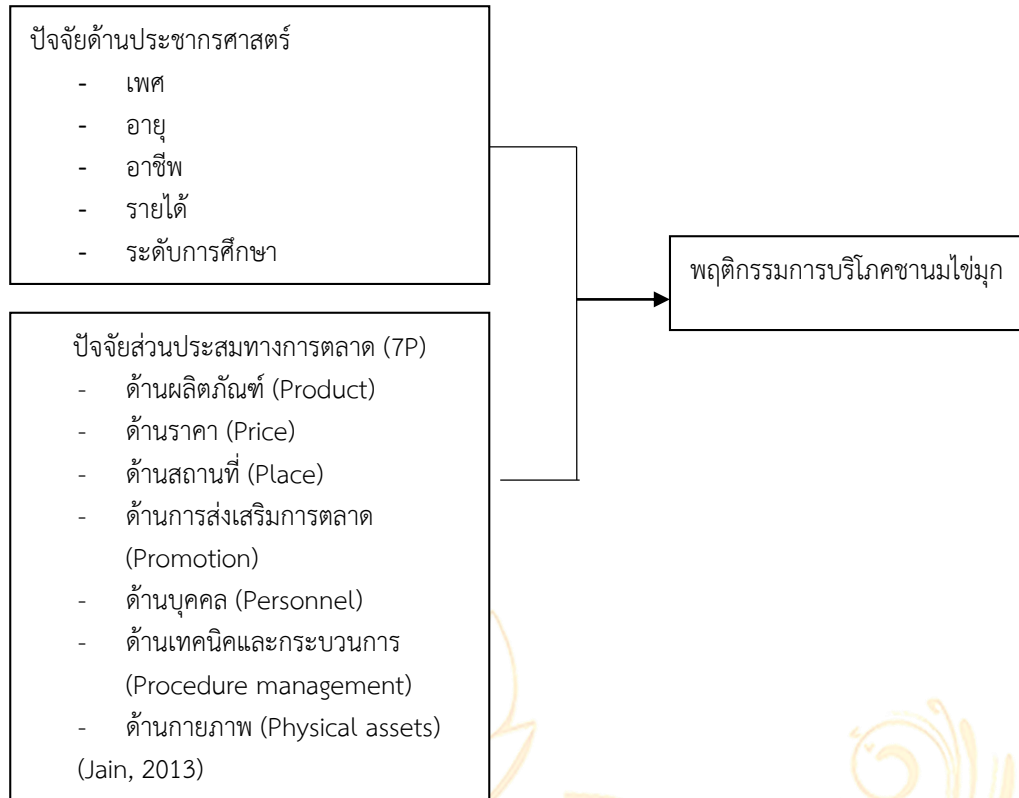 ปัจจัยด้านประชากรศาสตร์
- เพศ
- อายุ
- อาชีพ
- รายได้
- ระดับการศึกษา
พฤติกรรมการบริโภคชานมไข่มุก
ปัจจัยส่วนประสมทางการตลาด (7P)
- ด้านผลิตภัณฑ์ (Product)
- ด้านราคา (Price)
- ด้านสถานที่ (Place)
- ด้านการส่งเสริมการตลาด
(Promotion)
- ด้านบุคคล (Personnel)
- ด้านเทคนิคและกระบวนการ
(Procedure management)
- ด้านกายภาพ (Physical assets)
(Jain, 2013)